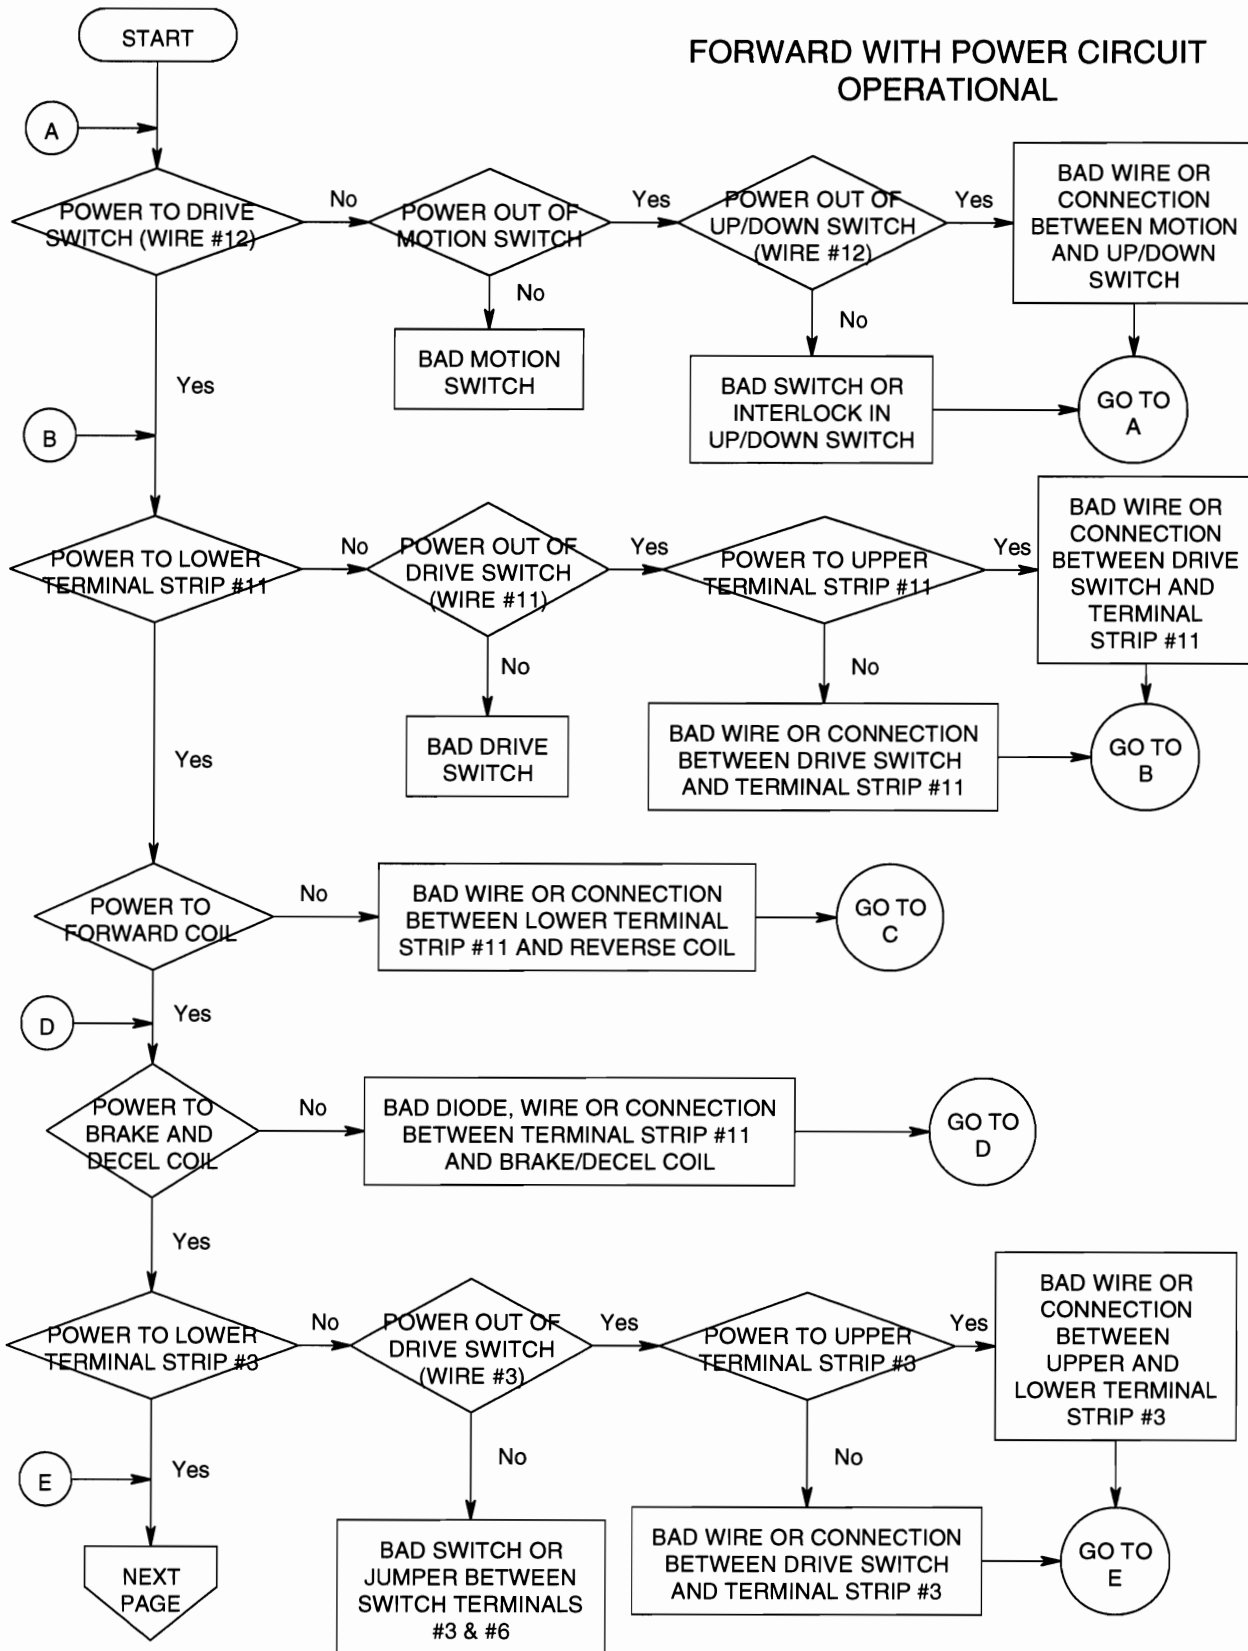 START
FORWARD WITH POWER CIRCUIT
OPERATIONAL
A
POWER TO DRIVE
SWITCH (WIRE #12)
No
POWER OUT OF
MOTION SWITCH
Yes
POWER OUT OF
UP/DOWN SWITCH
(WIRE #12)
Yes
BAD WIRE OR
CONNECTION
BETWEEN MOTION
AND UP/DOWN
SWITCH
No
BAD MOTION
SWITCH
No
BAD SWITCH OR
INTERLOCK IN
UP/DOWN SWITCH
GO TO
A
Yes
B
POWER TO LOWER
TERMINAL STRIP #11
No
POWER OUT OF
DRIVE SWITCH
(WIRE #11)
Yes
POWER TO UPPER
TERMINAL STRIP #11
Yes
BAD WIRE OR
CONNECTION
BETWEEN DRIVE
SWITCH AND
TERMINAL
STRIP #11
No
BAD DRIVE
SWITCH
No
BAD WIRE OR CONNECTION
BETWEEN DRIVE SWITCH
AND TERMINAL STRIP #11
GO TO
B
Yes
POWER TO
FORWARD COIL
No
BAD WIRE OR CONNECTION
BETWEEN LOWER TERMINAL
STRIP #11 AND REVERSE COIL
GO TO
C
Yes
D
POWER TO
BRAKE AND
DECEL COIL
No
BAD DIODE, WIRE OR CONNECTION
BETWEEN TERMINAL STRIP #11
AND BRAKE/DECEL COIL
GO TO
D
Yes
POWER TO LOWER
TERMINAL STRIP #3
No
POWER OUT OF
DRIVE SWITCH
(WIRE #3)
Yes
POWER TO UPPER
TERMINAL STRIP #3
Yes
BAD WIRE OR
CONNECTION
BETWEEN
UPPER AND
LOWER TERMINAL
STRIP #3
No
BAD SWITCH OR
JUMPER BETWEEN
SWITCH TERMINALS
#3 & #6
No
BAD WIRE OR CONNECTION
BETWEEN DRIVE SWITCH
AND TERMINAL STRIP #3
GO TO
E
Yes
E
NEXT
PAGE